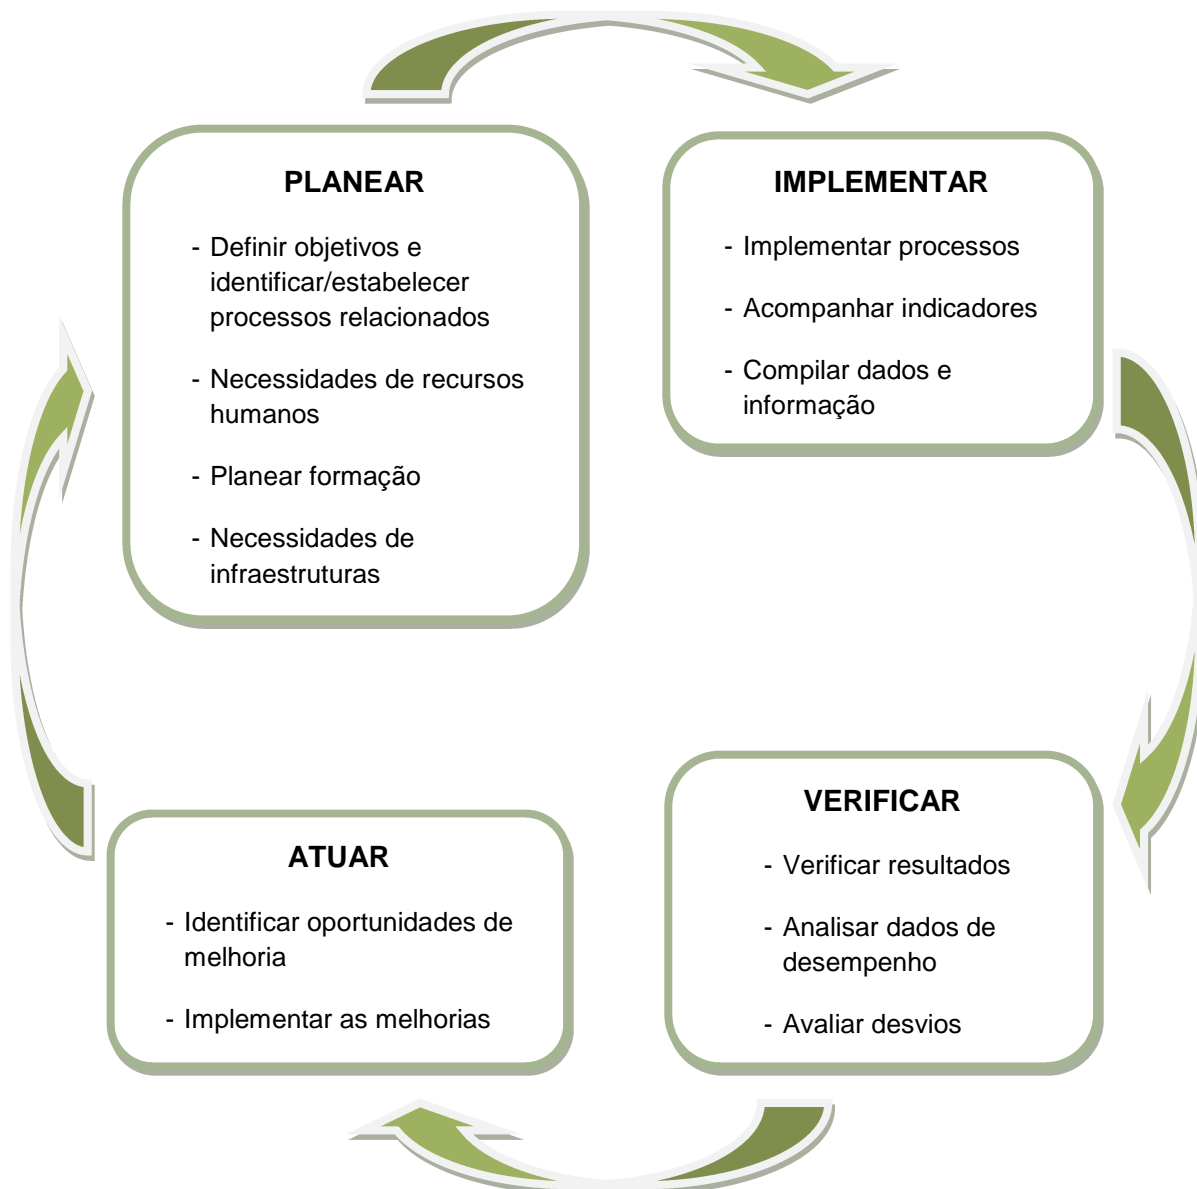 PLANEAR
- Definir objetivos e
identificar/estabelecer
processos relacionados
- Necessidades de recursos
humanos
- Planear formação
- Necessidades de
infraestruturas
IMPLEMENTAR
- Implementar processos
- Acompanhar indicadores
- Compilar dados e
informação
VERIFICAR
- Verificar resultados
- Analisar dados de
desempenho
- Avaliar desvios
ATUAR
- Identificar oportunidades de
melhoria
- Implementar as melhorias